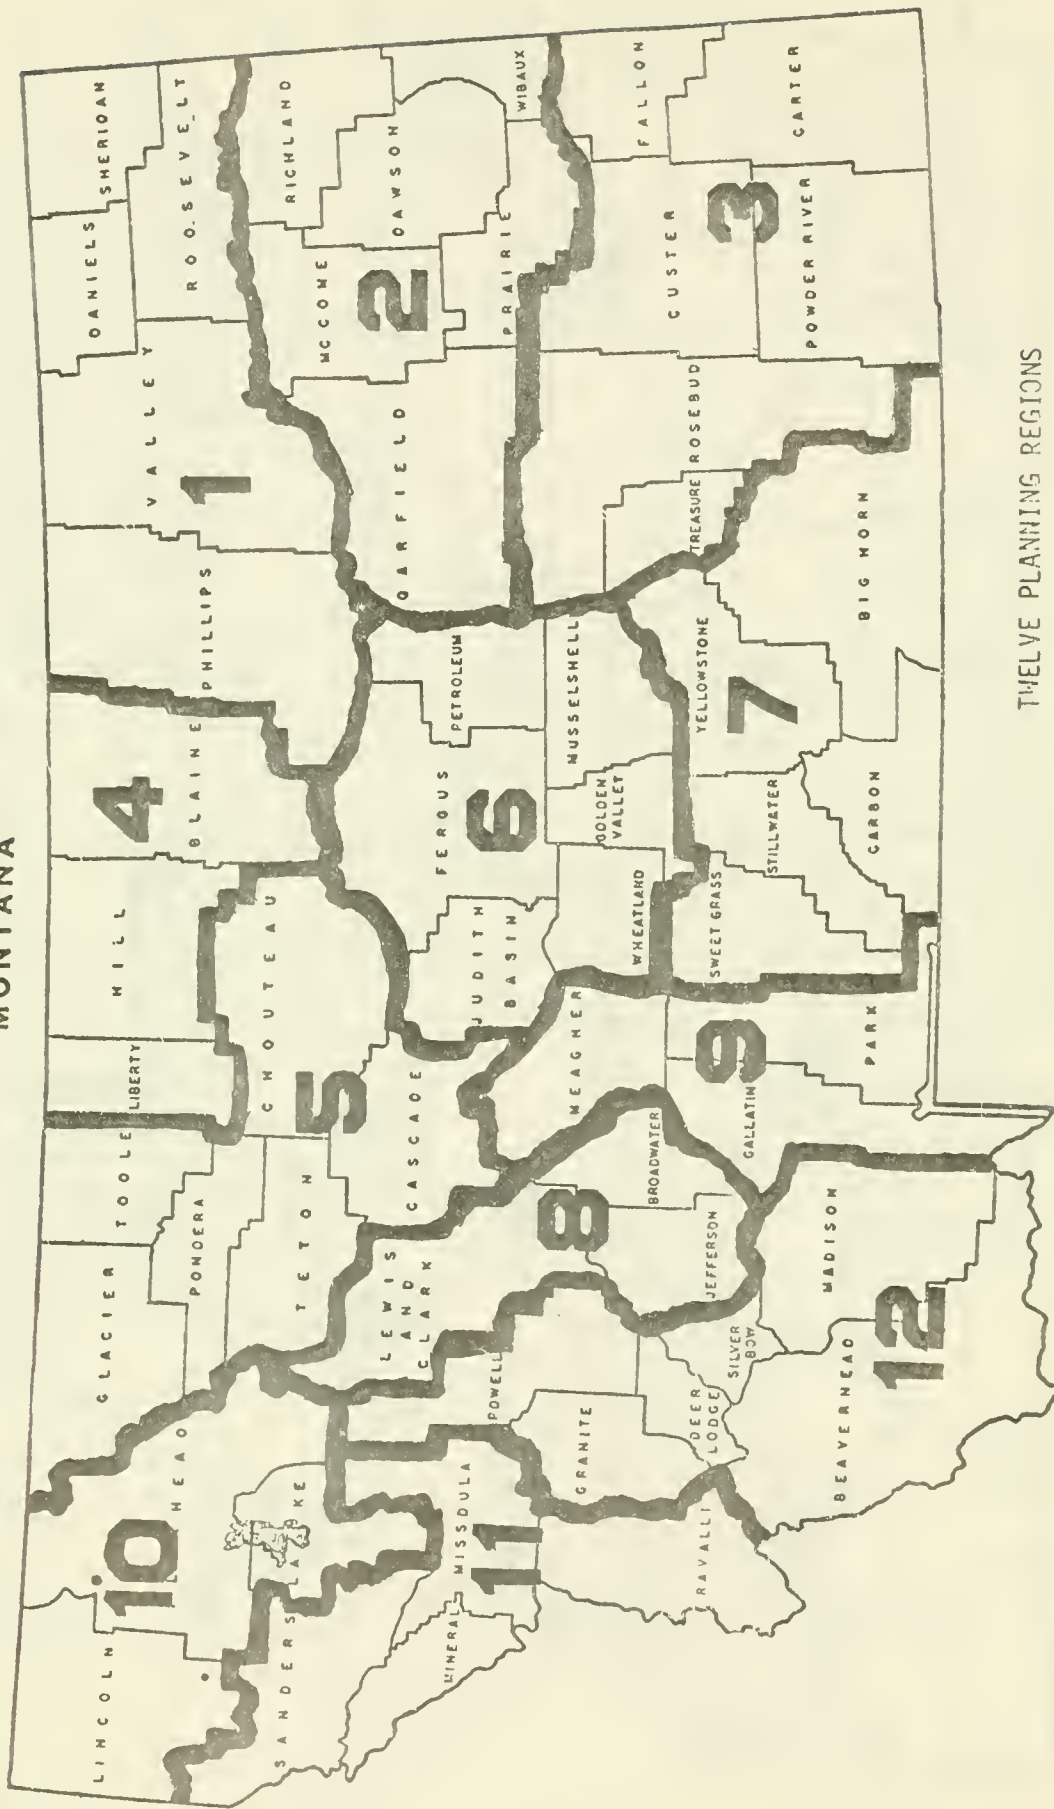 MONTANA
LINCOLN
10
HEAD
GLACIER
TOOLE
LIBERTY
HILL
4
BLAINE
PHILLIPS
VALLEY
1
DANIELS
SHERIDAN
ROOSEVELT
SANDERS
LAKE
PONDERA
TETON
5
CHOUTEAU
RICHLAND
MCCONE
2
DAWSON
GARFIELD
PRAIRIE
WIBAUX
MINERAL
MISSOULA
11
POWELL
LEWIS
AND
CLARK
CASCADE
JUDITH
BASIN
FERGUS
6
PETROLEUM
GRANITE
8
MEAGHER
WHEATLAND
GOLDEN
VALLEY
MUSSELSHELL
TREASURE
ROSEBUD
CUSTER
3
FALLON
RAVALLI
DEER
LODGE
SILVER
BOW
JEFFERSON
BROADWATER
GALLATIN
9
PARK
SWEET GRASS
STILLWATER
YELLOWSTONE
7
CARBON
BIG HORN
POWDER RIVER
CARTER
BEAVERHEAD
12
MADISON
TWELVE PLANNING REGIONS